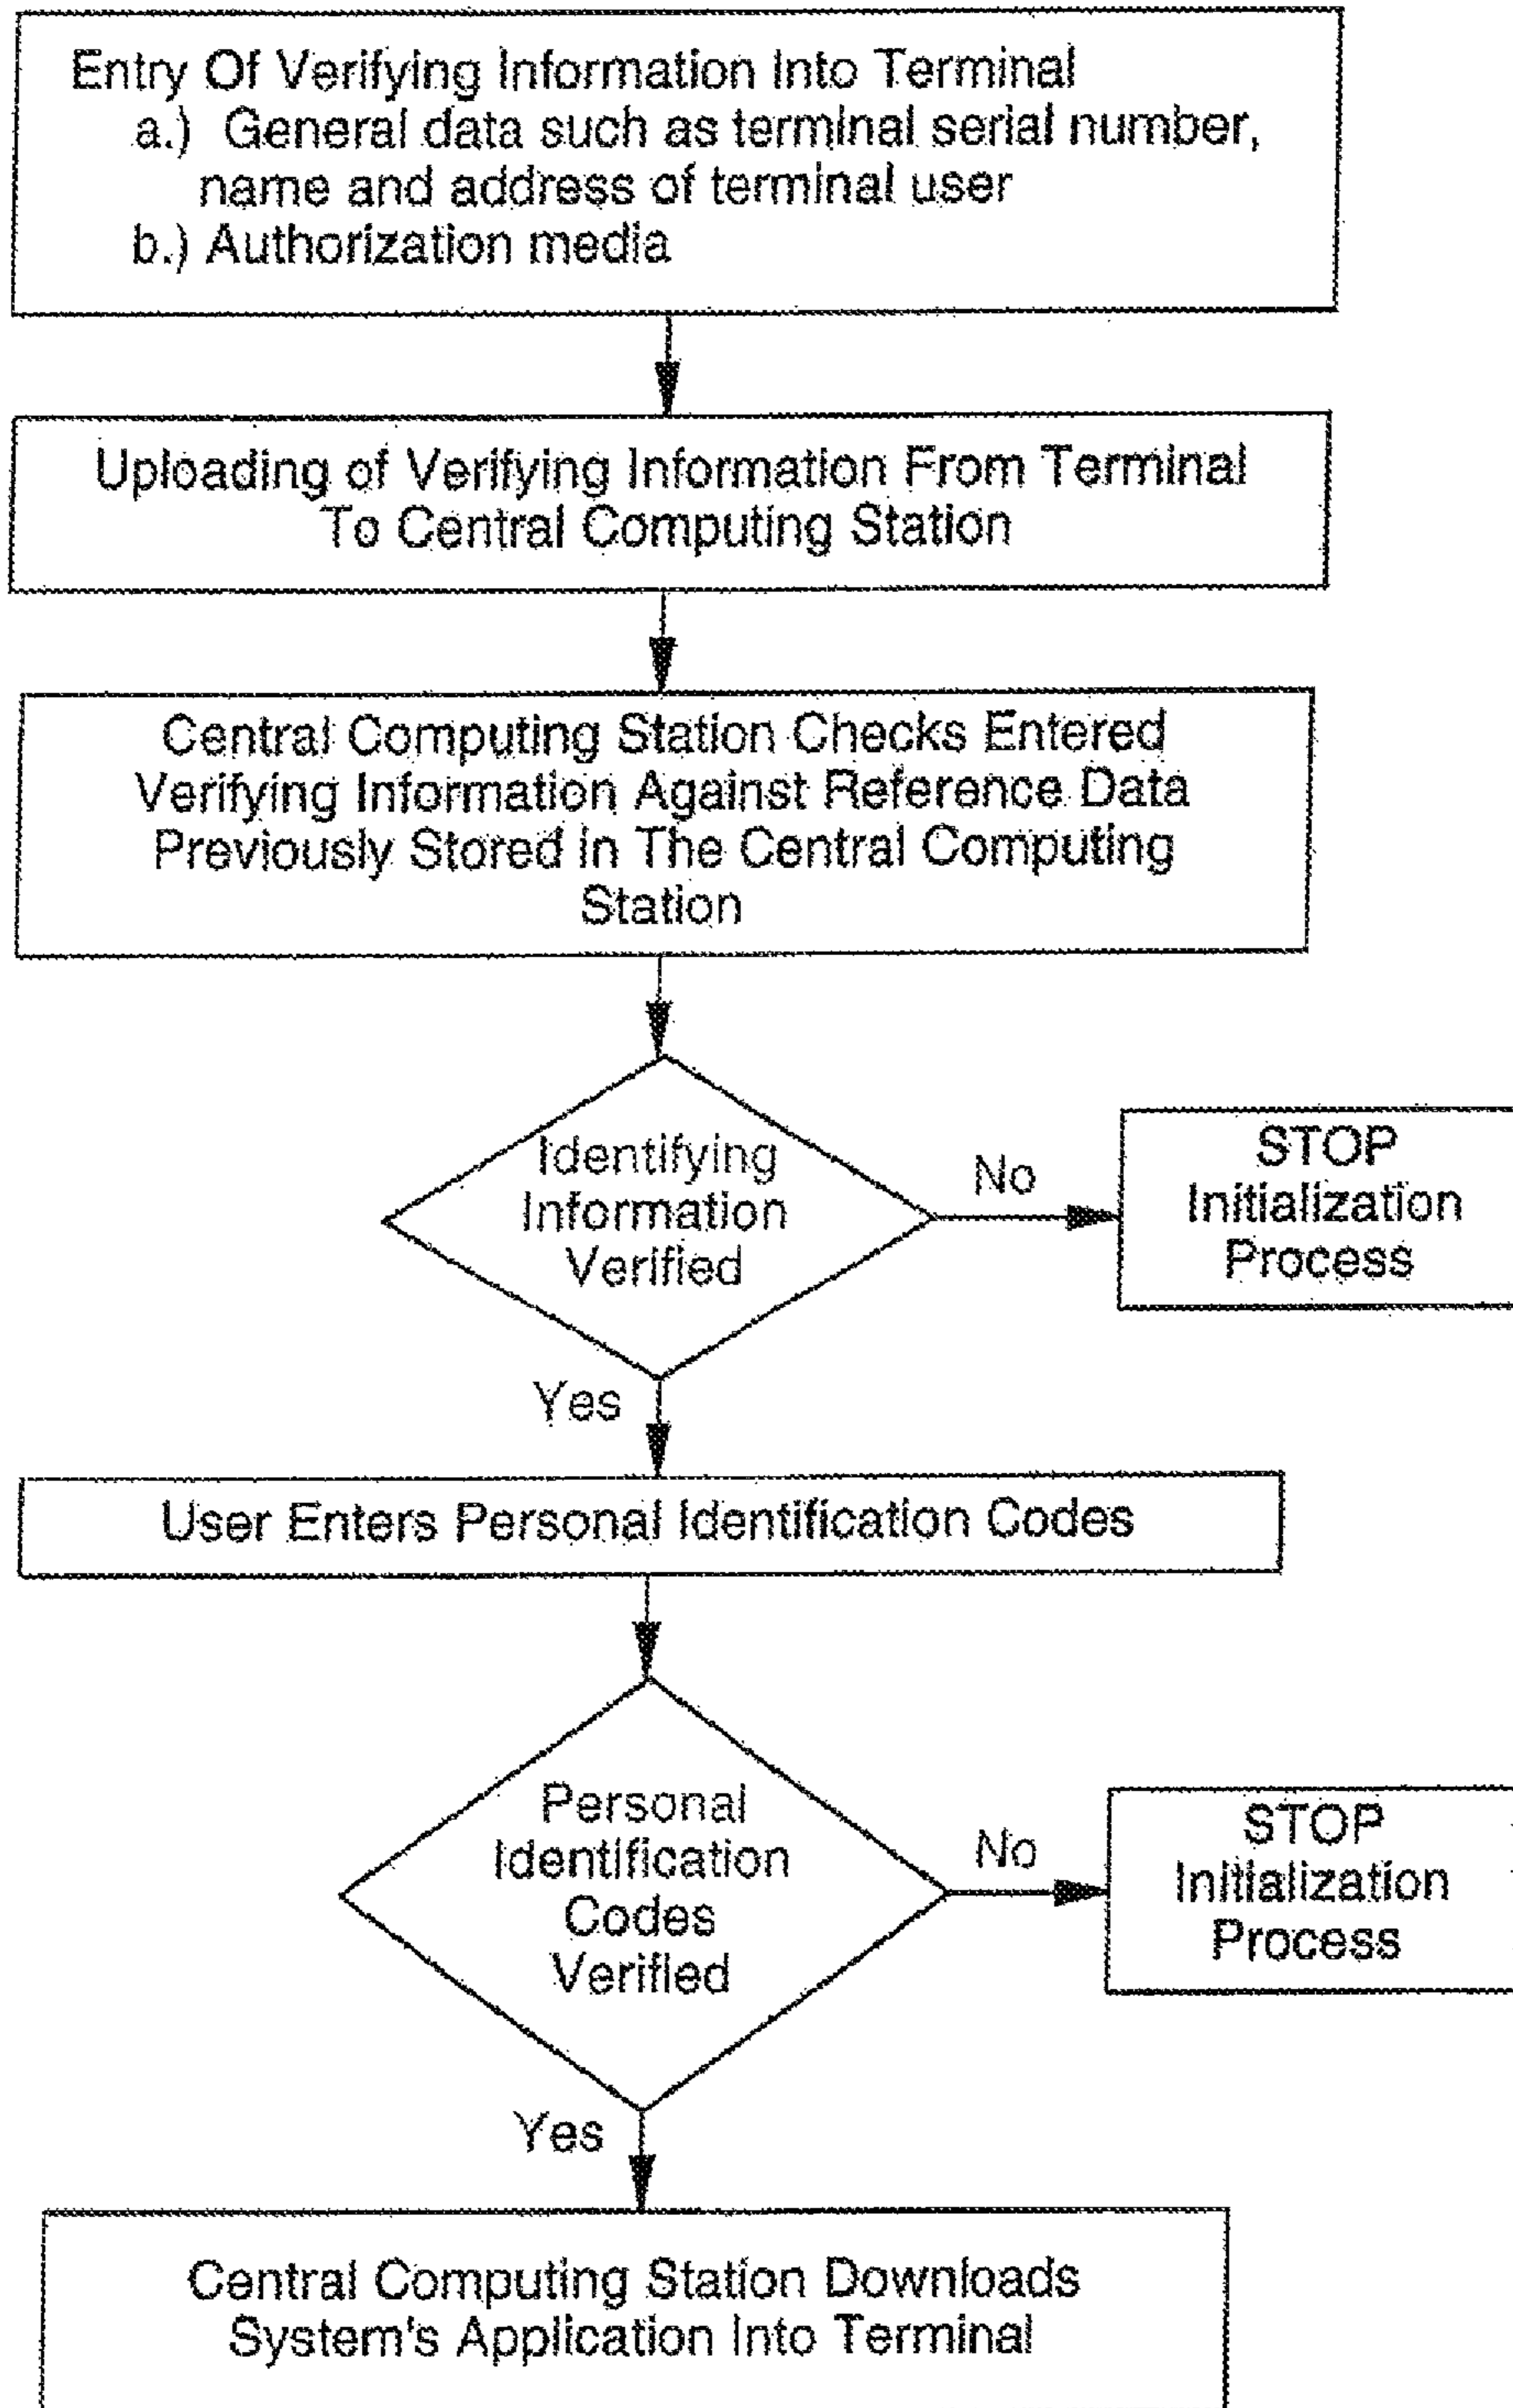 Entry Of Verifying Information Into Terminal
a.) General data such as terminal serial number,
name and address of terminal user
b.) Authorization media
Uploading of Verifying Information From Terminal
To Central Computing Station
Central Computing Station Checks Entered
Verifying Information Against Reference Data
Previously Stored in The Central Computing
Station
Identifying
Information
Verified
No
STOP
Initialization
Process
Yes
User Enters Personal Identification Codes
Personal
Identification
Codes
Verified
No
STOP
Initialization
Process
Yes
Central Computing Station Downloads
System's Application Into Terminal